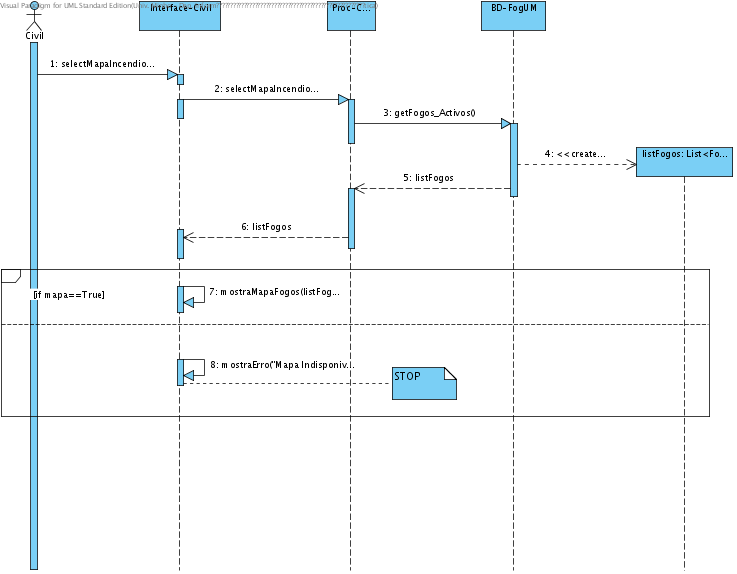 Visual Paradigm for UML Standard Edition(
Interface-Civil
Proc-C...
BD-FogUM
Civil
1: selectMapaIncendio...
2: selectMapaIncendio...
3: getFogos_Activos()
4: <<create...
listFogos: List<Fo...
5: listFogos
6: listFogos
[if mapa==True]
7: mostraMapaFogos(listFog...
8: mostraErro("Mapa Indisponiv...
STOP